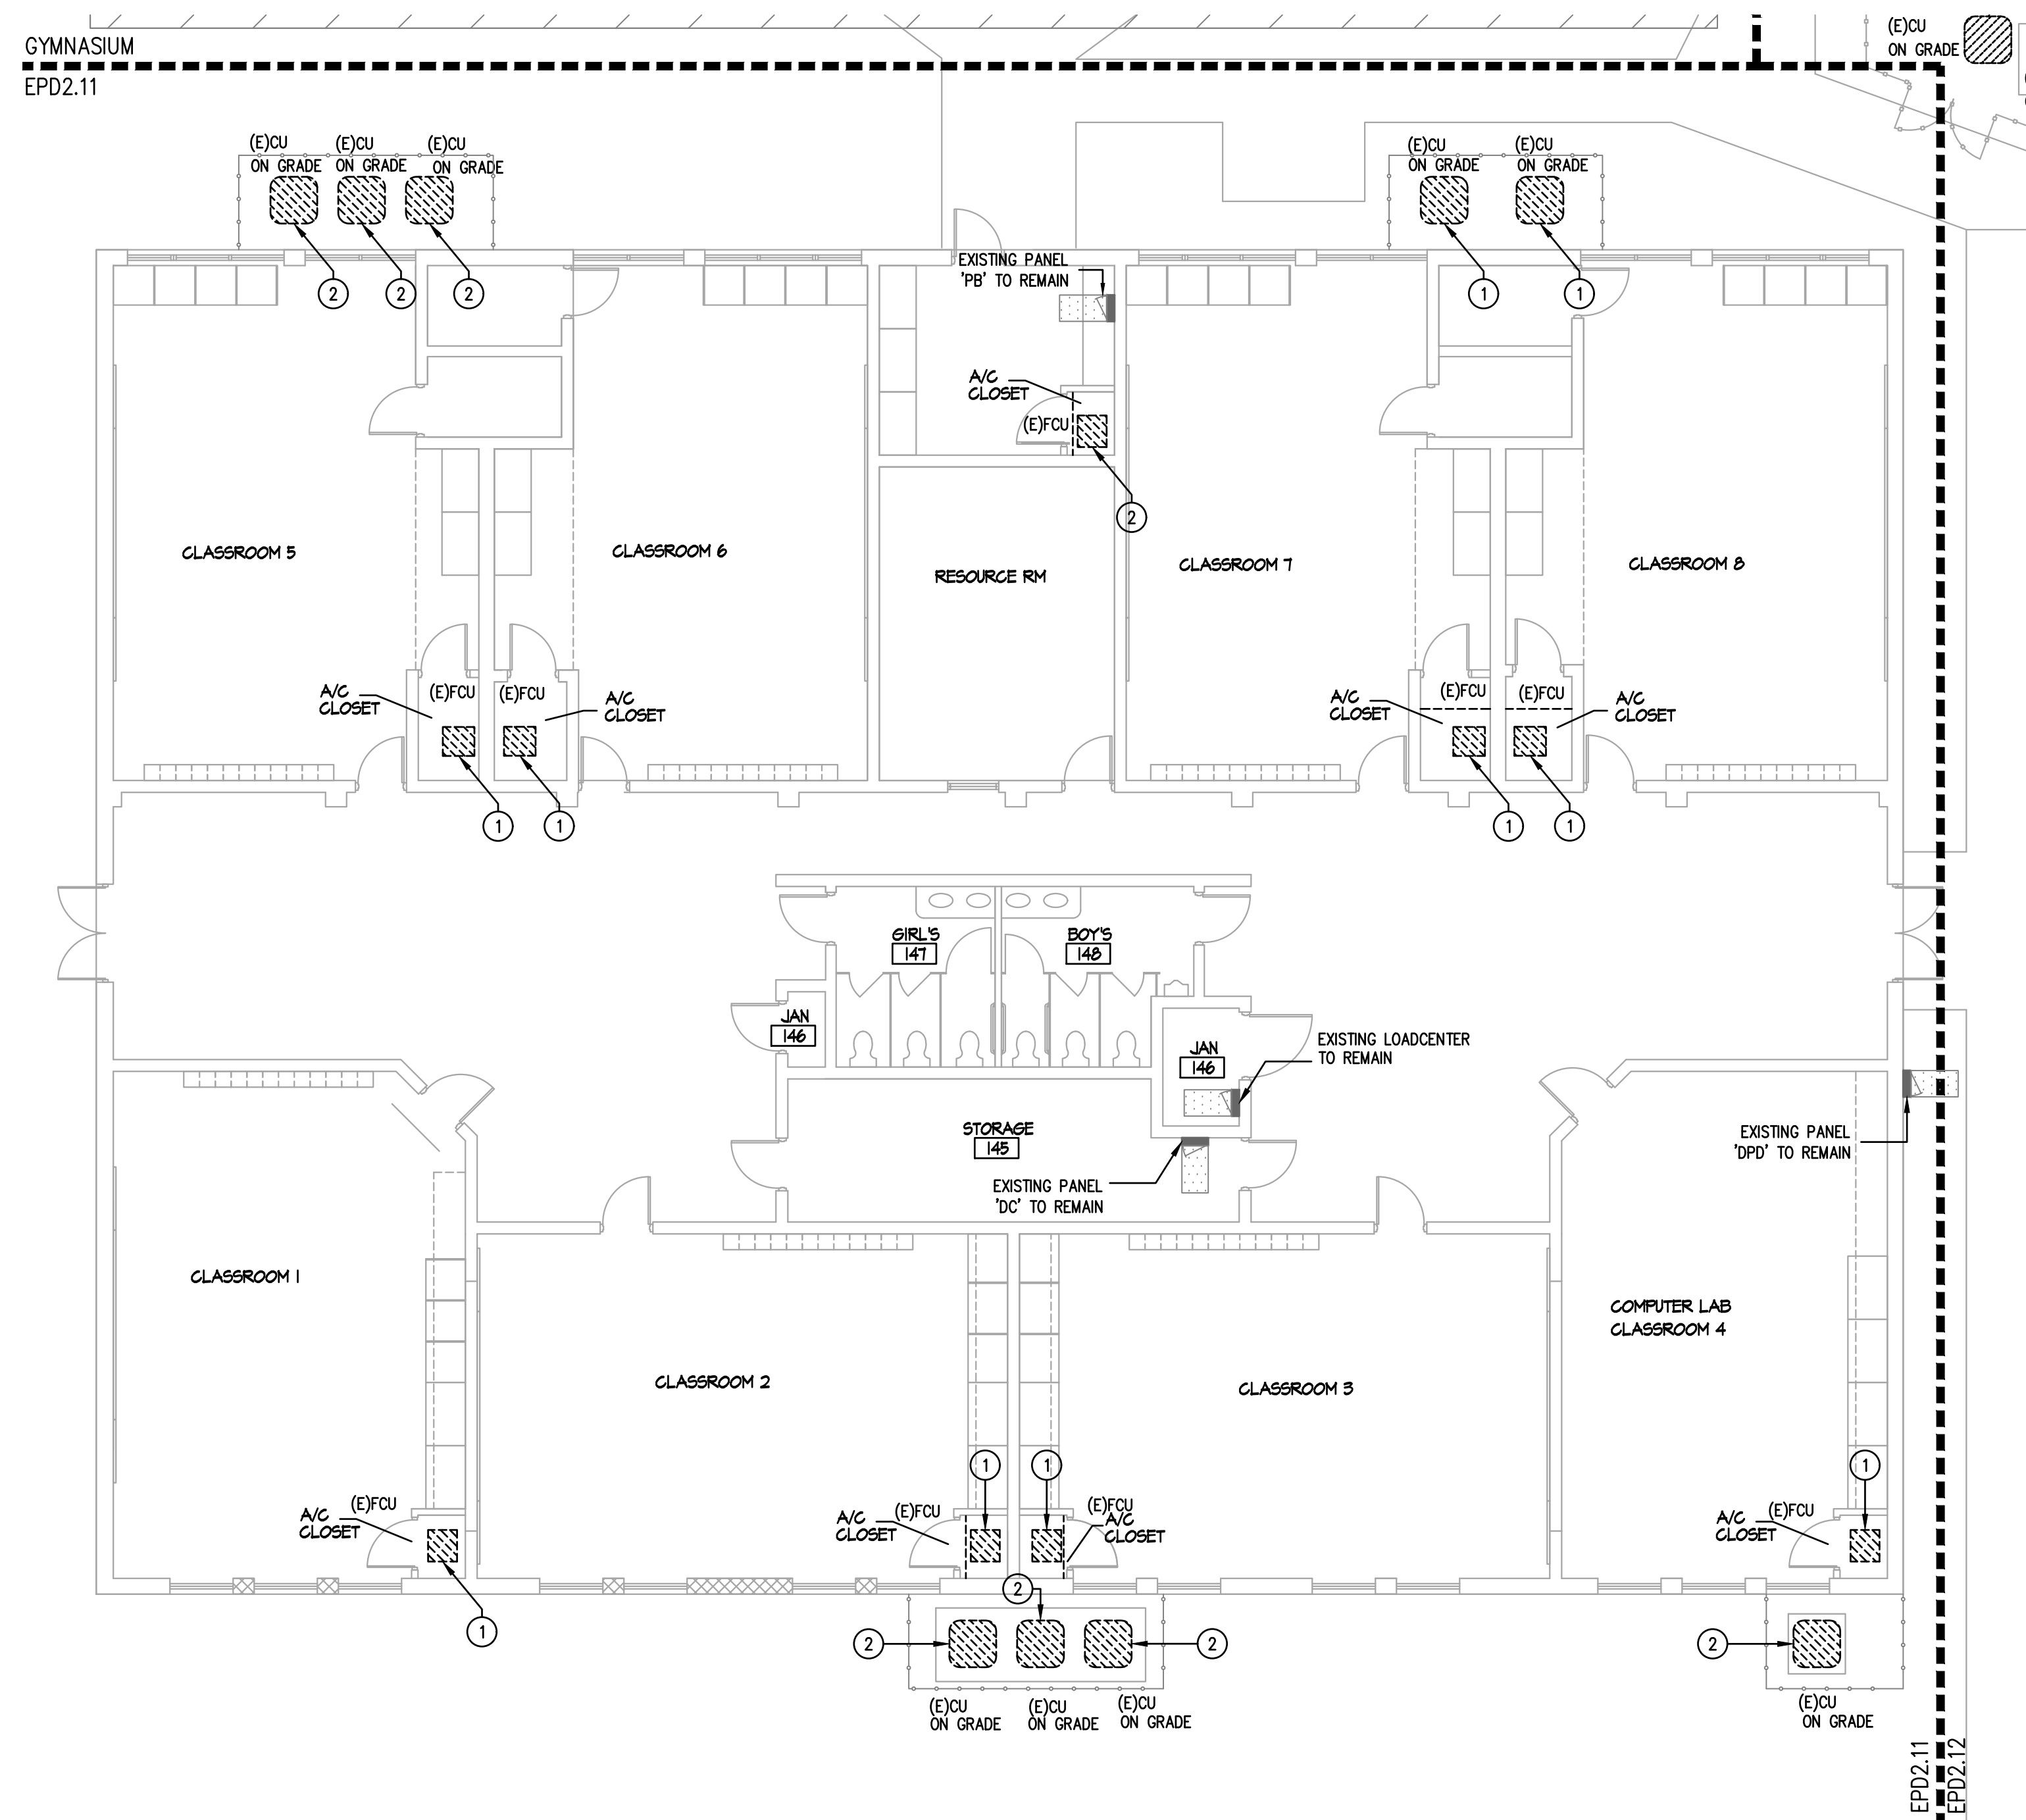 GYMNASIUM
EPD2.11
(E)CU
ON GRADE
(E)CU
ON GRADE
(E)CU
ON GRADE
(E)CU
ON GRADE
(E)CU
ON GRADE
(E)CU
ON GRADE
2
2
2
1
1
EXISTING PANEL
'PB' TO REMAIN
A/C
CLOSET
(E)FCU
2
CLASSROOM 5
CLASSROOM 6
RESOURCE RM
CLASSROOM 7
CLASSROOM 8
A/C
CLOSET
(E)FCU
(E)FCU
A/C
CLOSET
A/C
CLOSET
(E)FCU
(E)FCU
A/C
CLOSET
1
1
1
1
GIRL'S
147
BOY'S
148
JAN
146
JAN
146
EXISTING LOADCENTER
TO REMAIN
STORAGE
145
EXISTING PANEL
'DC' TO REMAIN
EXISTING PANEL
'DPD' TO REMAIN
CLASSROOM 1
CLASSROOM 2
CLASSROOM 3
COMPUTER LAB
CLASSROOM 4
1
1
1
A/C
CLOSET
(E)FCU
A/C
CLOSET
(E)FCU
(E)FCU
A/C
CLOSET
A/C
CLOSET
(E)FCU
1
2
2
2
2
(E)CU
ON GRADE
(E)CU
ON GRADE
(E)CU
ON GRADE
(E)CU
ON GRADE
EPD2.11
EPD2.12